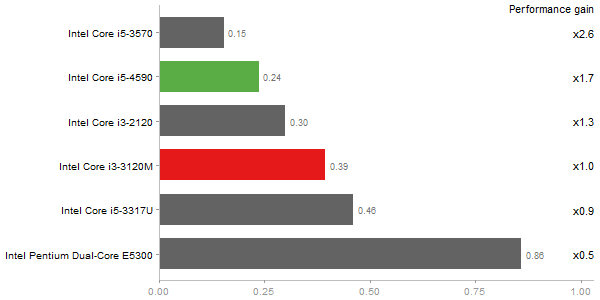 Performance gain
Intel Core i5-3570 0.15 x2.6
Intel Core i5-4590 0.24 x1.7
Intel Core i3-2120 0.30 x1.3
Intel Core i3-3120M 0.39 x1.0
Intel Core i5-3317U 0.46 x0.9
Intel Pentium Dual-Core E5300 0.86 x0.5
0.00 0.25 0.50 0.75 1.00